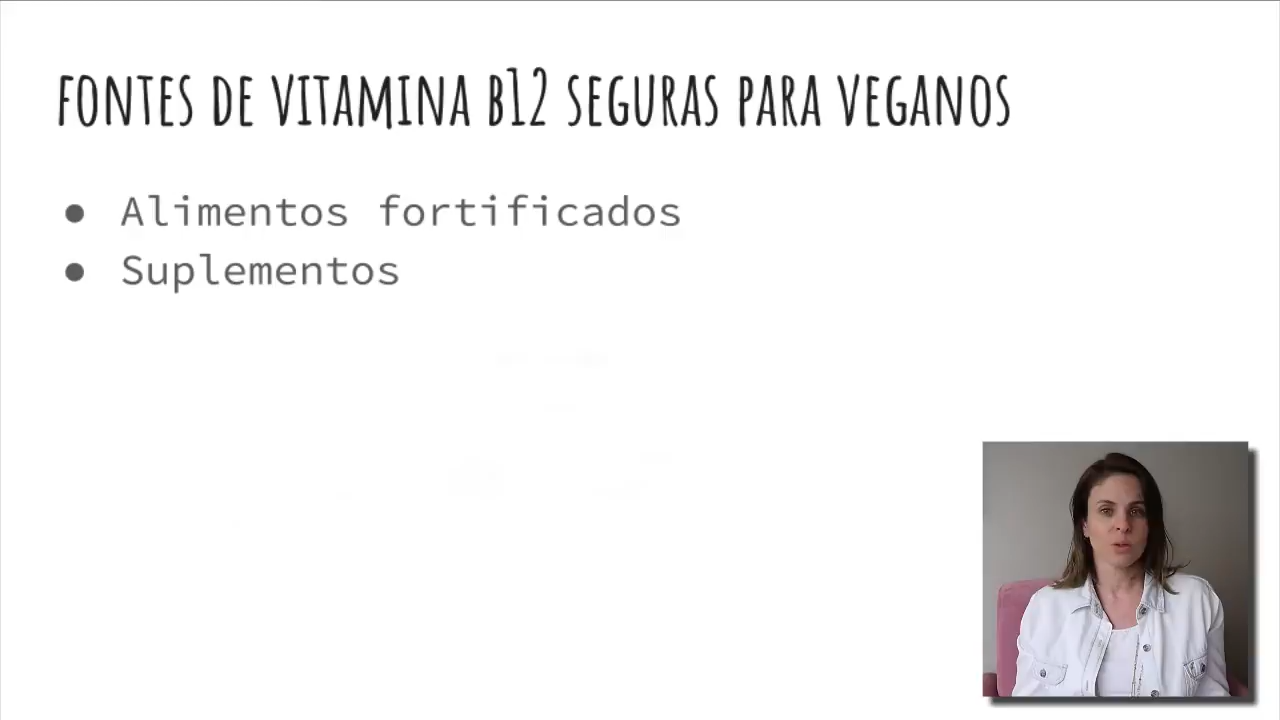 FONTES DE VITAMINA B12 SEGURAS PARA VEGANOS
● Alimentos fortificados
● Suplementos